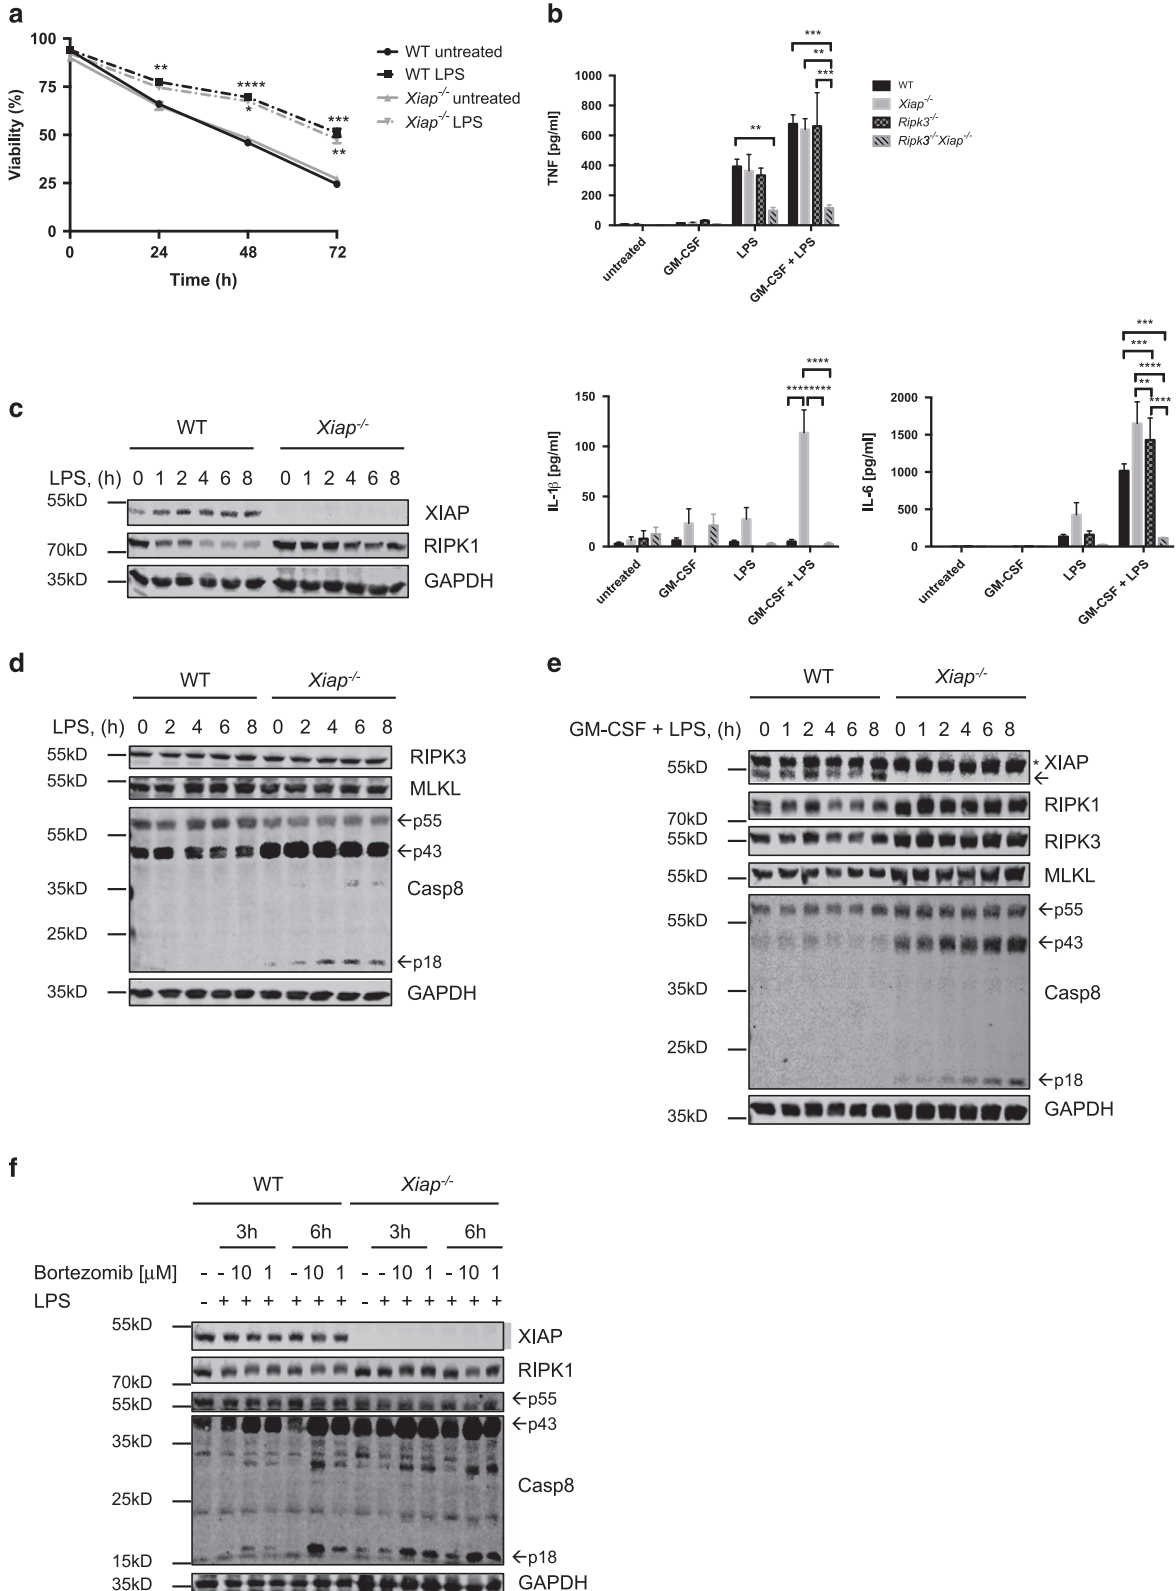 a
100
75
50
25
0
Viability (%)
0 24 48 72
Time (h)
** **** * *** **
WT untreated
WT LPS
Xiap-/- untreated
Xiap-/- LPS
b
1000
800
600
400
200
0
TNF [pg/ml]
** *** ** ***
untreated GM-CSF LPS GM-CSF + LPS
WT
Xiap-/-
Ripk3-/-
Ripk3-/-Xiap-/-
150
100
50
0
IL-1β [pg/ml]
****
********
untreated GM-CSF LPS GM-CSF + LPS
2000
1500
1000
500
0
IL-6 [pg/ml]
***
***
****
**
****
untreated GM-CSF LPS GM-CSF + LPS
c
WT Xiap-/-
LPS, (h) 0 1 2 4 6 8 0 1 2 4 6 8
55kD XIAP
70kD RIPK1
35kD GAPDH
d
WT Xiap-/-
LPS, (h) 0 2 4 6 8 0 2 4 6 8
55kD RIPK3
55kD MLKL
←p55
55kD
←p43
35kD Casp8
25kD
←p18
35kD GAPDH
e
WT Xiap-/-
GM-CSF + LPS, (h) 0 1 2 4 6 8 0 1 2 4 6 8
55kD * XIAP
←
70kD RIPK1
55kD RIPK3
55kD MLKL
55kD ←p55
←p43
35kD Casp8
25kD
←p18
35kD GAPDH
f
WT Xiap-/-
3h 6h 3h 6h
Bortezomib [μM] - - 10 1 - 10 1 - - 10 1 - 10 1
LPS - + + + + + + - + + + + + +
55kD XIAP
70kD RIPK1
55kD ←p55
←p43
35kD
Casp8
25kD
15kD ←p18
35kD GAPDH